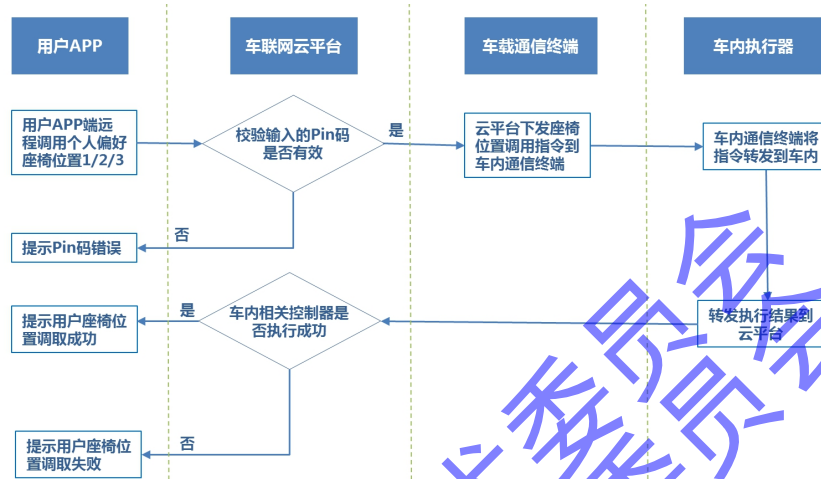 用户APP
车联网云平台
车载通信终端
车内执行器
用户APP端远
程调用个人偏好
座椅位置1/2/3
校验输入的Pin码
是否有效
是
云平台下发座椅
位置调用指令到
车内通信终端
车内通信终端将
指令转发到车内
提示Pin码错误
否
提示用户座椅位
置调取成功
是
车内相关控制器是
否执行成功
转发执行结果到
云平台
提示用户座椅位
置调取失败
否
委员会
委员会